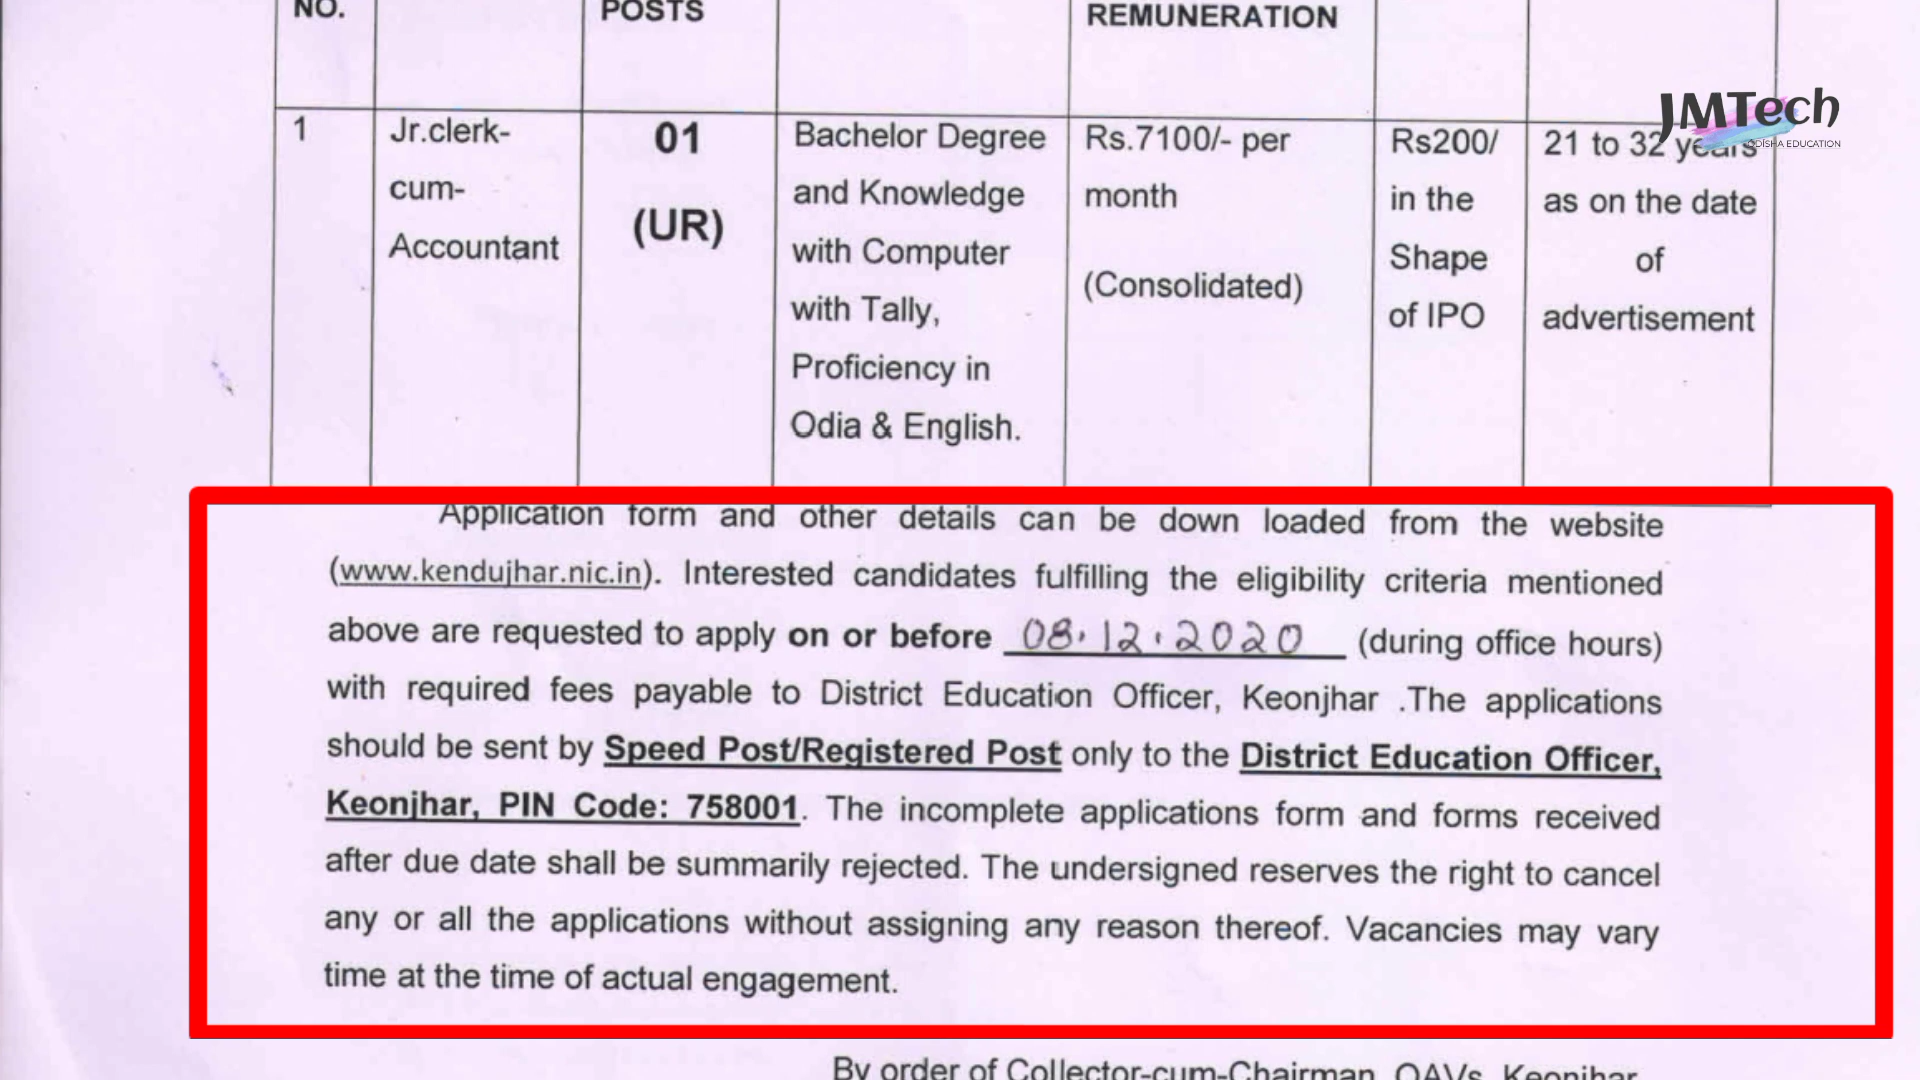 NO.
POSTS
REMUNERATION
JMTech
ODISHA EDUCATION
1
Jr.clerk-
cum-
Accountant
01
(UR)
Bachelor Degree
and Knowledge
with Computer
with Tally,
Proficiency in
Odia & English.
Rs.7100/- per
month
(Consolidated)
Rs200/
in the
Shape
of IPO
21 to 32 years
as on the date
of
advertisement
Application form and other details can be down loaded from the website
(www.kendujhar.nic.in). Interested candidates fulfilling the eligibility criteria mentioned
above are requested to apply on or before 08.12.2020 (during office hours)
with required fees payable to District Education Officer, Keonjhar .The applications
should be sent by Speed Post/Registered Post only to the District Education Officer,
Keonjhar, PIN Code: 758001. The incomplete applications form and forms received
after due date shall be summarily rejected. The undersigned reserves the right to cancel
any or all the applications without assigning any reason thereof. Vacancies may vary
time at the time of actual engagement.
By order of Collector-cum-Chairman, OAVs, Keonjhar